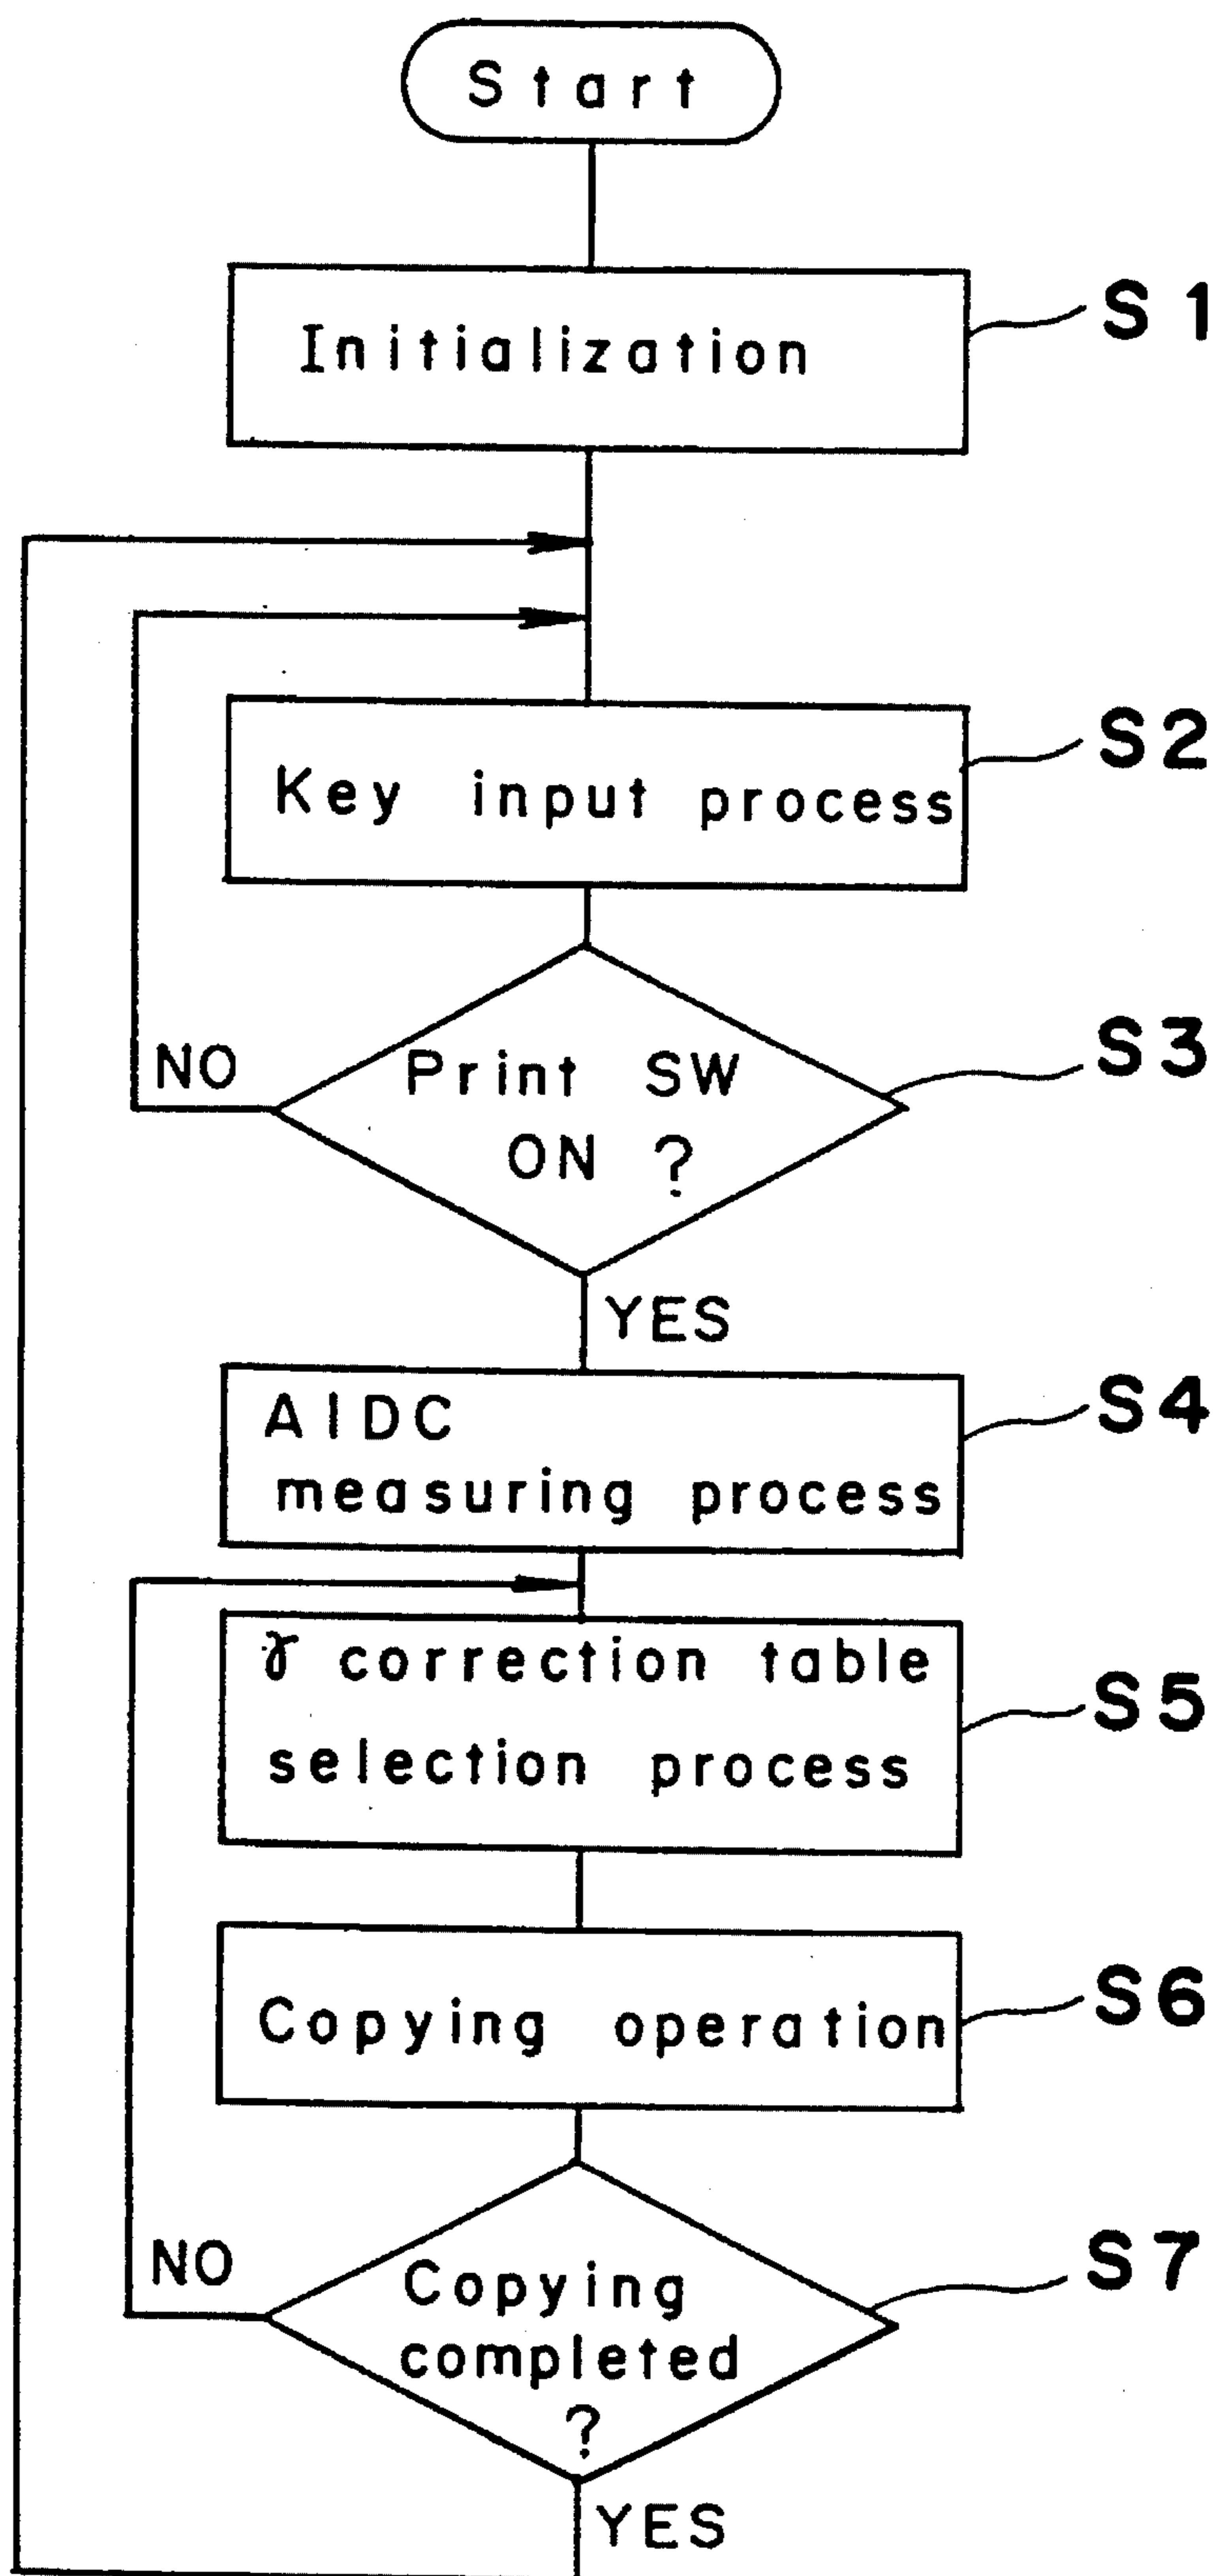 Start
Initialization
S1
Key input process
S2
Print SW
ON ?
S3
NO
YES
AIDC
measuring process
S4
γ correction table
selection process
S5
Copying operation
S6
Copying
completed
?
S7
NO
YES